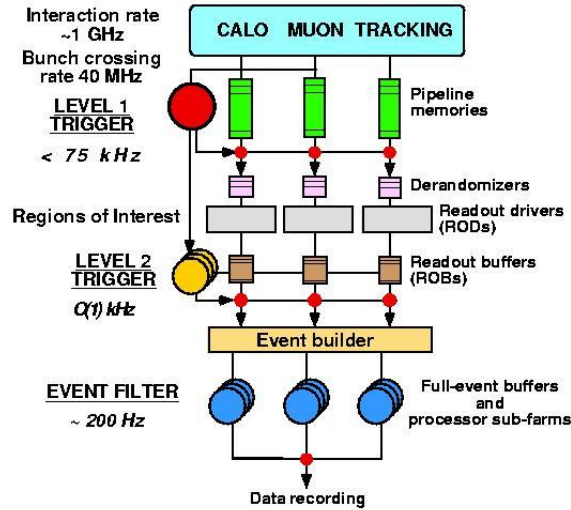 Interaction rate
~1 GHz
CALO MUON TRACKING
Bunch crossing
rate 40 MHz
Pipeline
memories
LEVEL 1
TRIGGER
< 75 kHz
Derandomizers
Regions of Interest
Readout drivers
(RODs)
LEVEL 2
TRIGGER
Readout buffers
(ROBs)
O(1) kHz
Event builder
EVENT FILTER
~ 200 Hz
Full-event buffers
and
processor sub-farms
Data recording